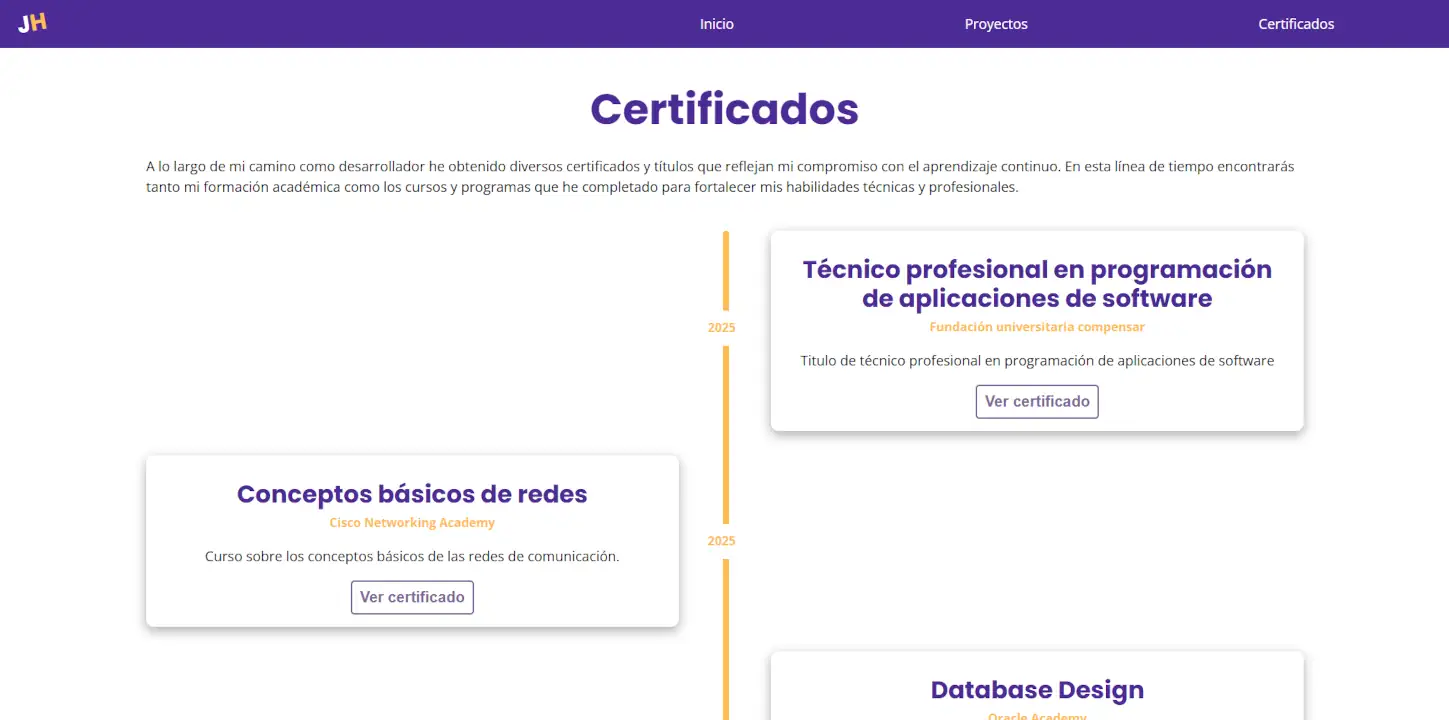 JH
Inicio
Proyectos
Certificados
Certificados
A lo largo de mi camino como desarrollador he obtenido diversos certificados y títulos que reflejan mi compromiso con el aprendizaje continuo. En esta línea de tiempo encontrarás
tanto mi formación académica como los cursos y programas que he completado para fortalecer mis habilidades técnicas y profesionales.
Técnico profesional en programación
de aplicaciones de software
2025
Fundación universitaria compensar
Titulo de técnico profesional en programación de aplicaciones de software
Ver certificado
Conceptos básicos de redes
Cisco Networking Academy
2025
Curso sobre los conceptos básicos de las redes de comunicación.
Ver certificado
Database Design
Oracle Academy